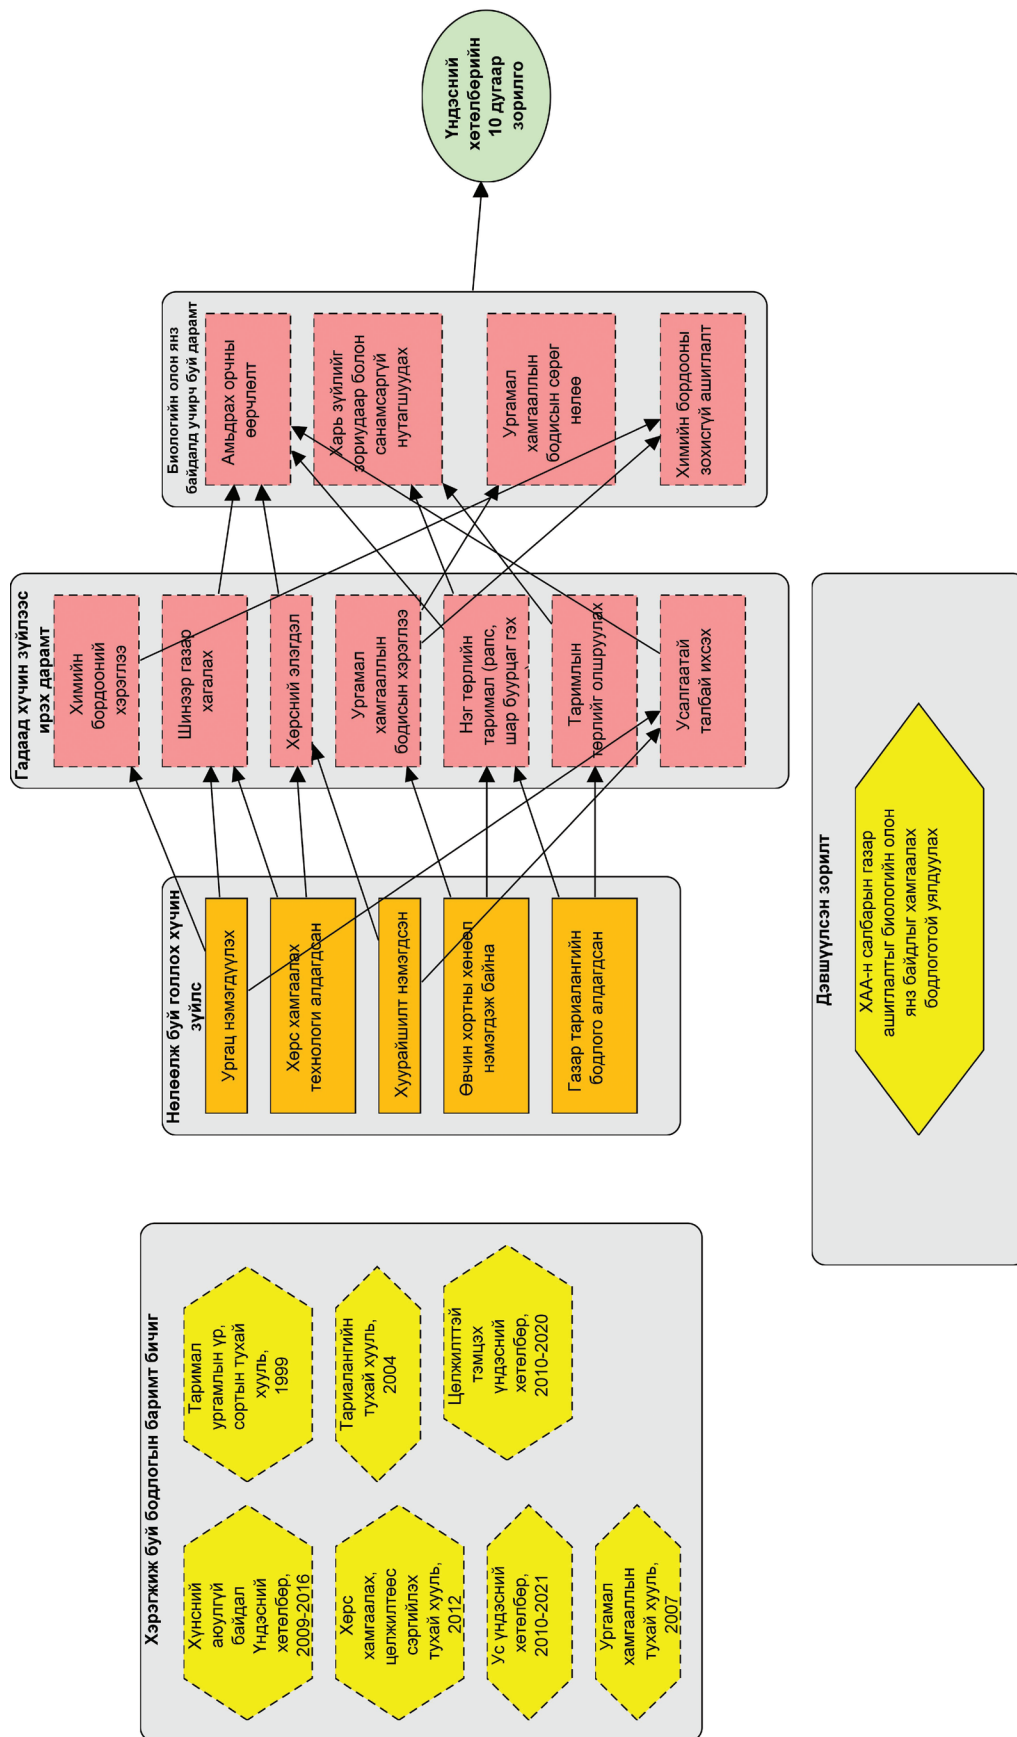 Хэрэгжиж буй бодлогын баримт бичиг
Хүнсний
аюулгүй
байдал
Үндэсний
хөтөлбөр,
2009-2016
Таримал
ургамлын үр,
сортын тухай
хууль,
1999
Хөрс
хамгаалах,
цөлжилтөөс
сэргийлэх
тухай хууль,
2012
Тариалангийн
тухай хууль,
2004
Ус үндэсний
хөтөлбөр,
2010-2021
Цөлжилттэй
тэмцэх
үндэсний
хөтөлбөр,
2010-2020
Ургамал
хамгааллын
тухай хууль,
2007
Нөлөөлж буй голлох хүчин
зүйлс
Ургац нэмэгдүүлэх
Хөрс хамгаалах
технологи алдагдсан
Хуурайшилт нэмэгдсэн
Өвчин хортны хөнөөл
нэмэгдэж байна
Газар тариалангийн
бодлого алдагдсан
Гадаад хүчин зүйлээс
ирэх дарамт
Химийн
бордооний
хэрэглээ
Шинээр газар
хагалах
Хөрсний элэгдэл
Ургамал
хамгааллын
бодисын хэрэглээ
Нэг төрлийн
таримал (рапс,
шар буурцаг гэх
Таримлын
төрлийг олшруулах
Усалгаатай
талбай ихсэх
Биологийн олон янз
байдалд учирч буй дарамт
Амьдрах орчны
өөрчлөлт
Харь зүйлийг
зориудаар болон
санамсаргүй
нутагшуудах
Ургамал
хамгааллын
бодисын сөрөг
нөлөө
Химийн бордооны
зохисгүй ашиглалт
Үндэсний
хөтөлбөрийн
10 дугаар
зорилго
Дэвшүүлсэн зорилт
ХАА-н салбарын газар
ашиглалтыг биологийн олон
янз байдлыг хамгаалах
бодлоготой уялдуулах